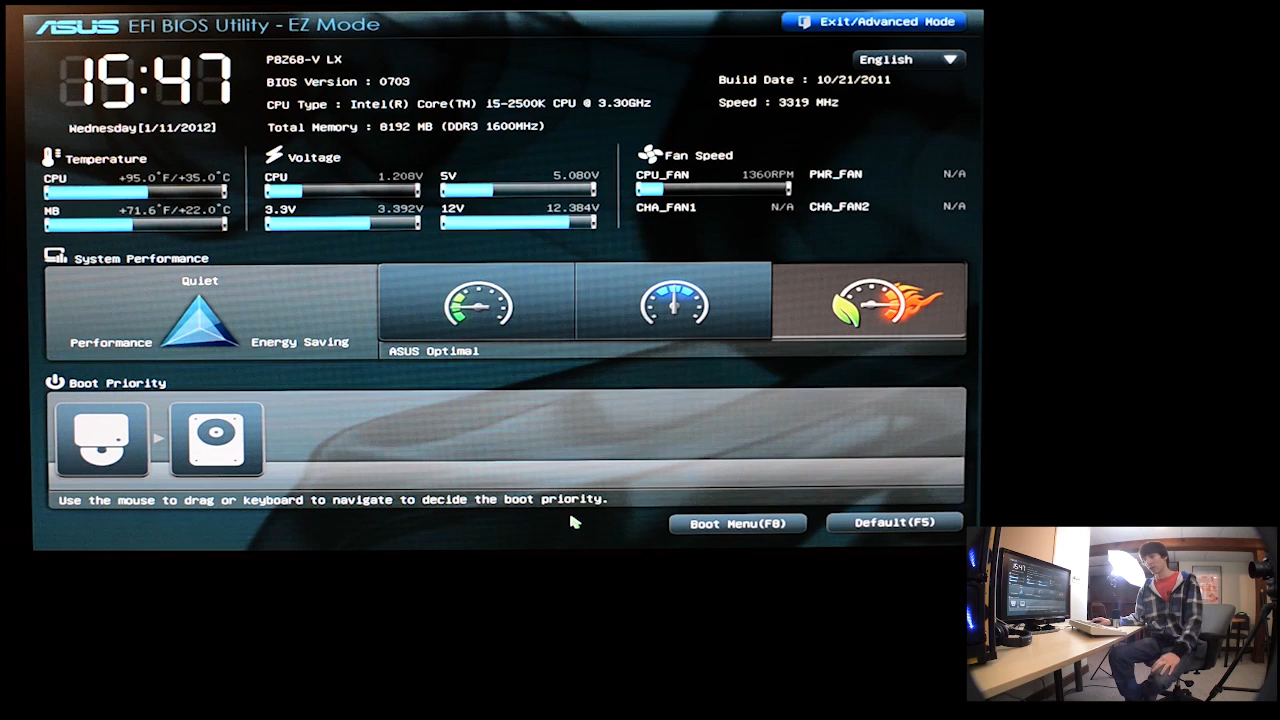 ASUS EFI BIOS Utility - EZ Mode
Exit/Advanced Mode
15:47
Wednesday[1/11/2012]
P8Z68-V LX
BIOS Version : 0703
CPU Type : Intel(R) Core(TM) i5-2500K CPU @ 3.30GHz
Total Memory : 8192 MB (DDR3 1600MHz)
English
Build Date : 10/21/2011
Speed : 3319 MHz
Temperature
CPU +95.0°F/+35.0°C
MB +71.6°F/+22.0°C
Voltage
CPU 1.208V 5V 5.080V
3.3V 3.392V 12V 12.384V
Fan Speed
CPU_FAN 1360RPM PWR_FAN N/A
CHA_FAN1 N/A CHA_FAN2 N/A
System Performance
Quiet
Performance Energy Saving
ASUS Optimal
Boot Priority
Use the mouse to drag or keyboard to navigate to decide the boot priority.
Boot Menu(F8) Default(F5)
15:47